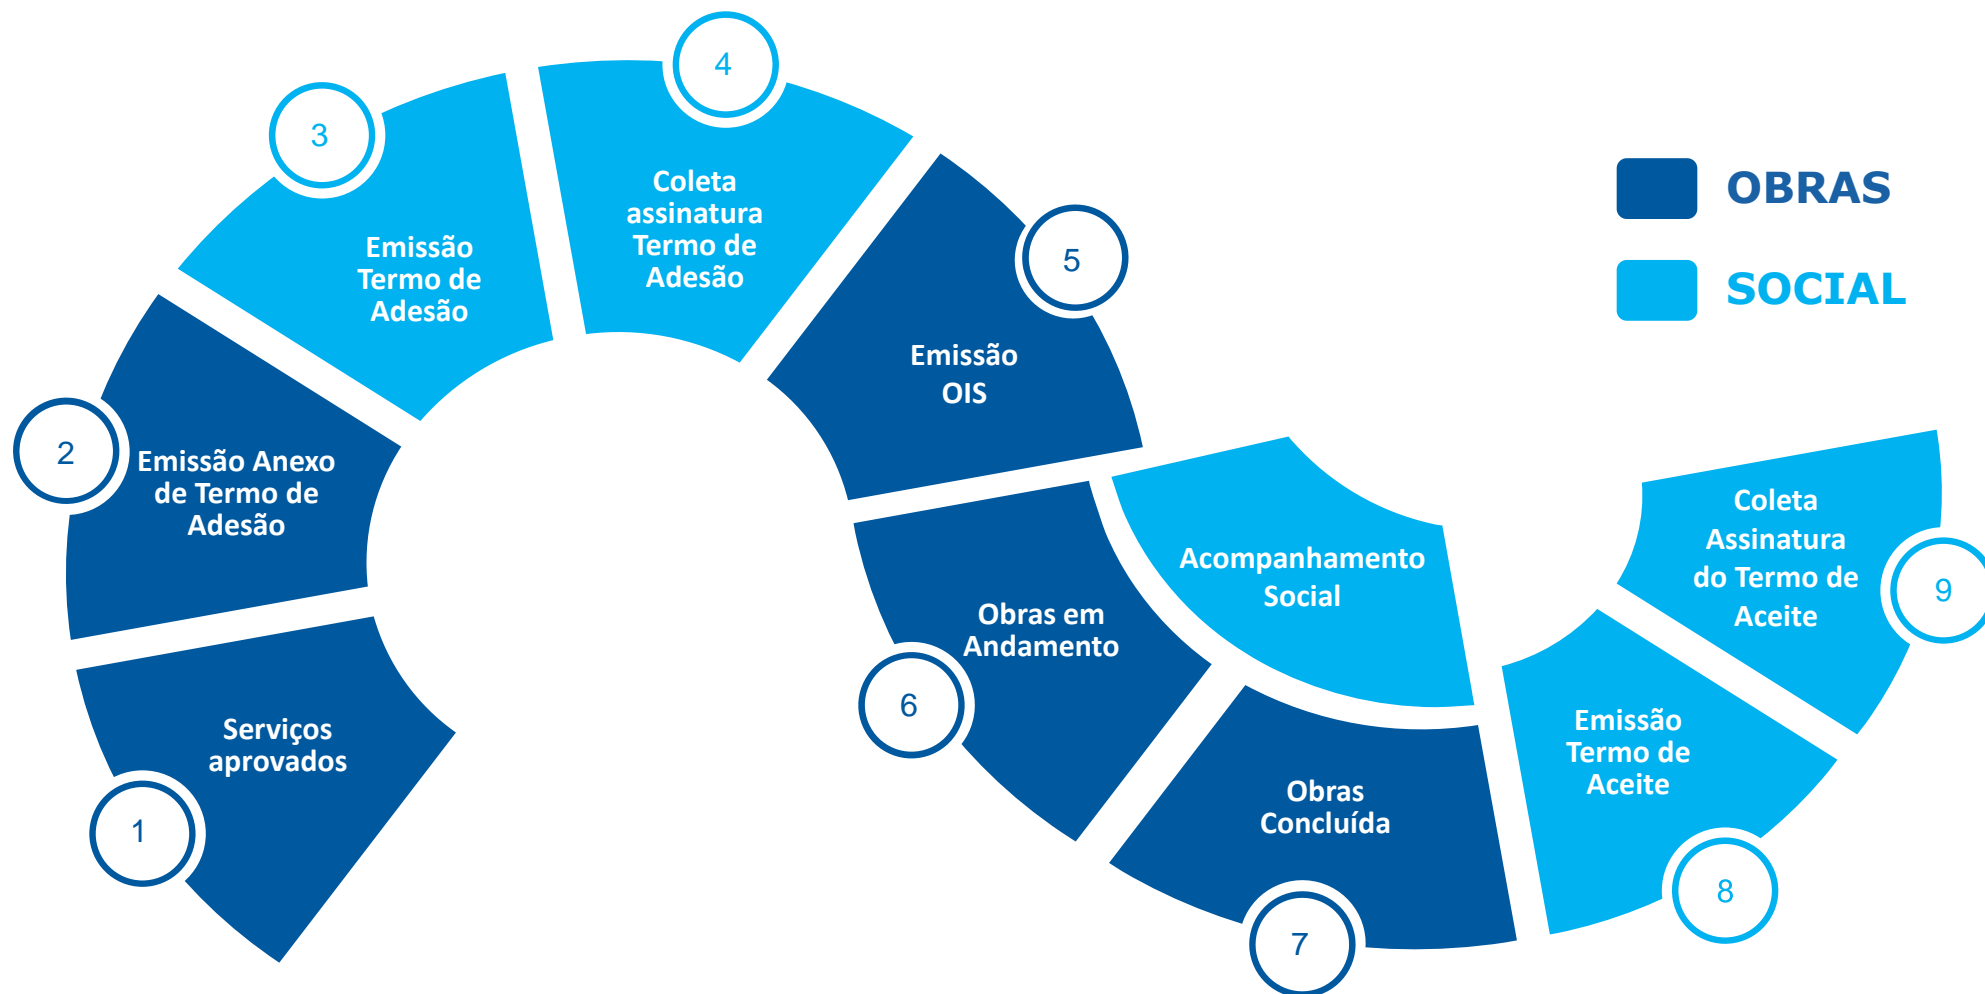 1
Serviços
aprovados
2
Emissão Anexo
de Termo de
Adesão
3
Emissão
Termo de
Adesão
4
Coleta
assinatura
Termo de
Adesão
5
Emissão
OIS
6
Obras em
Andamento
Acompanhamento
Social
7
Obras
Concluída
8
Emissão
Termo de
Aceite
9
Coleta
Assinatura
do Termo de
Aceite
OBRAS
SOCIAL